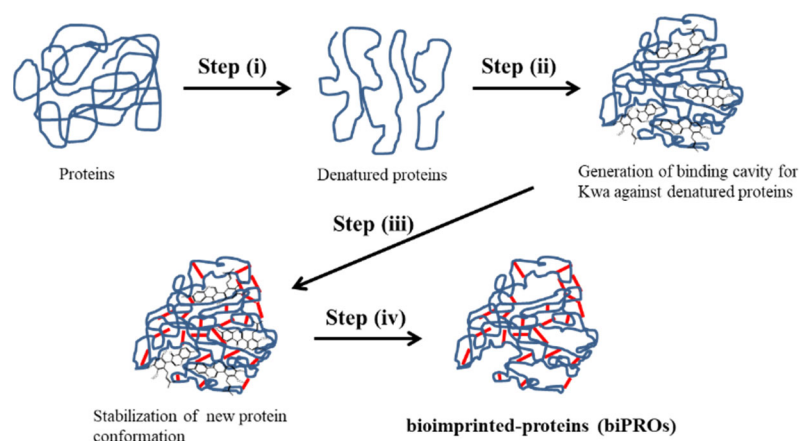 Step (i)
Step (ii)
Proteins
Denatured proteins
Generation of binding cavity for
Kwa against denatured proteins
Step (iii)
Step (iv)
Stabilization of new protein
conformation
bioimprinted-proteins (biPROs)